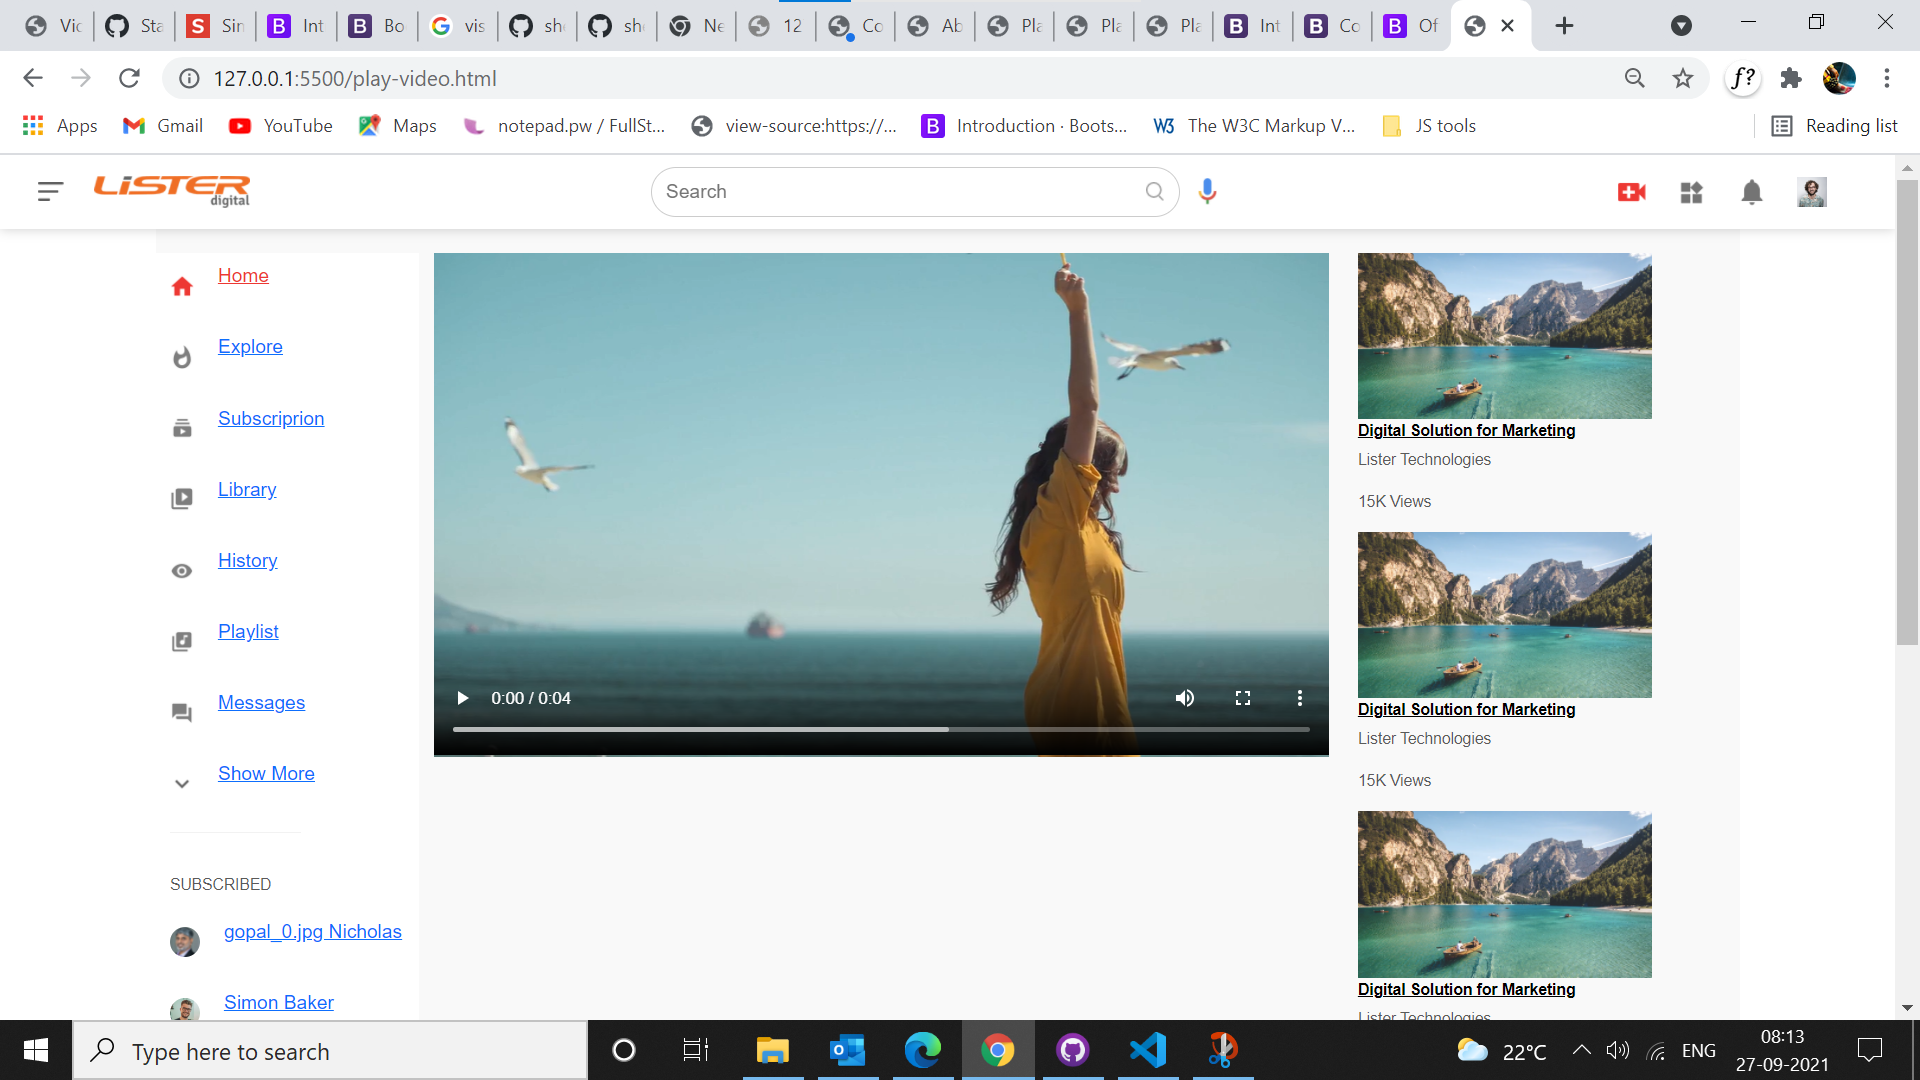 Vic
Sta
Sin
Int
Bo
vis
she
she
Ne
12
Co
Ab
Pla
Pla
Pla
Int
Co
Of
127.0.0.1:5500/play-video.html
f?
Apps
Gmail
YouTube
Maps
notepad.pw / FullSt...
view-source:https://...
Introduction · Boots...
The W3C Markup V...
JS tools
Reading list
LiSTER
digital
Search
Home
Explore
Subscriprion
Library
History
Playlist
Messages
Show More
SUBSCRIBED
gopal_0.jpg Nicholas
Simon Baker
0:00 / 0:04
Digital Solution for Marketing
Lister Technologies
15K Views
Digital Solution for Marketing
Lister Technologies
15K Views
Digital Solution for Marketing
Lister Technologies
Type here to search
22°C
ENG
08:13
27-09-2021